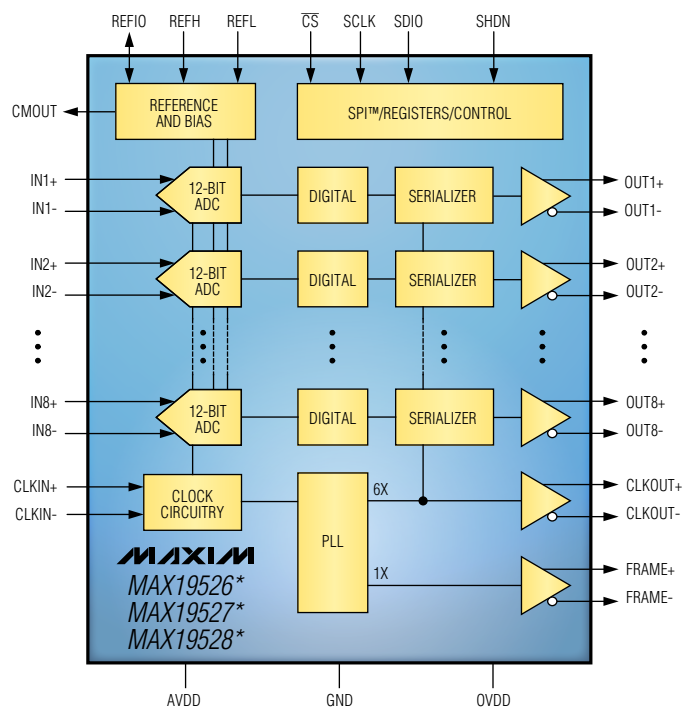 REFIO REFH REFL C̅S̅ SCLK SDIO SHDN
CMOUT
REFERENCE
AND BIAS
SPI™/REGISTERS/CONTROL
IN1+
IN1-
12-BIT
ADC
DIGITAL
SERIALIZER
OUT1+
OUT1-
IN2+
IN2-
12-BIT
ADC
DIGITAL
SERIALIZER
OUT2+
OUT2-
IN8+
IN8-
12-BIT
ADC
DIGITAL
SERIALIZER
OUT8+
OUT8-
CLKIN+
CLKIN-
CLOCK
CIRCUITRY
PLL
6X
1X
CLKOUT+
CLKOUT-
FRAME+
FRAME-
MAXIM
MAX19526*
MAX19527*
MAX19528*
AVDD GND OVDD